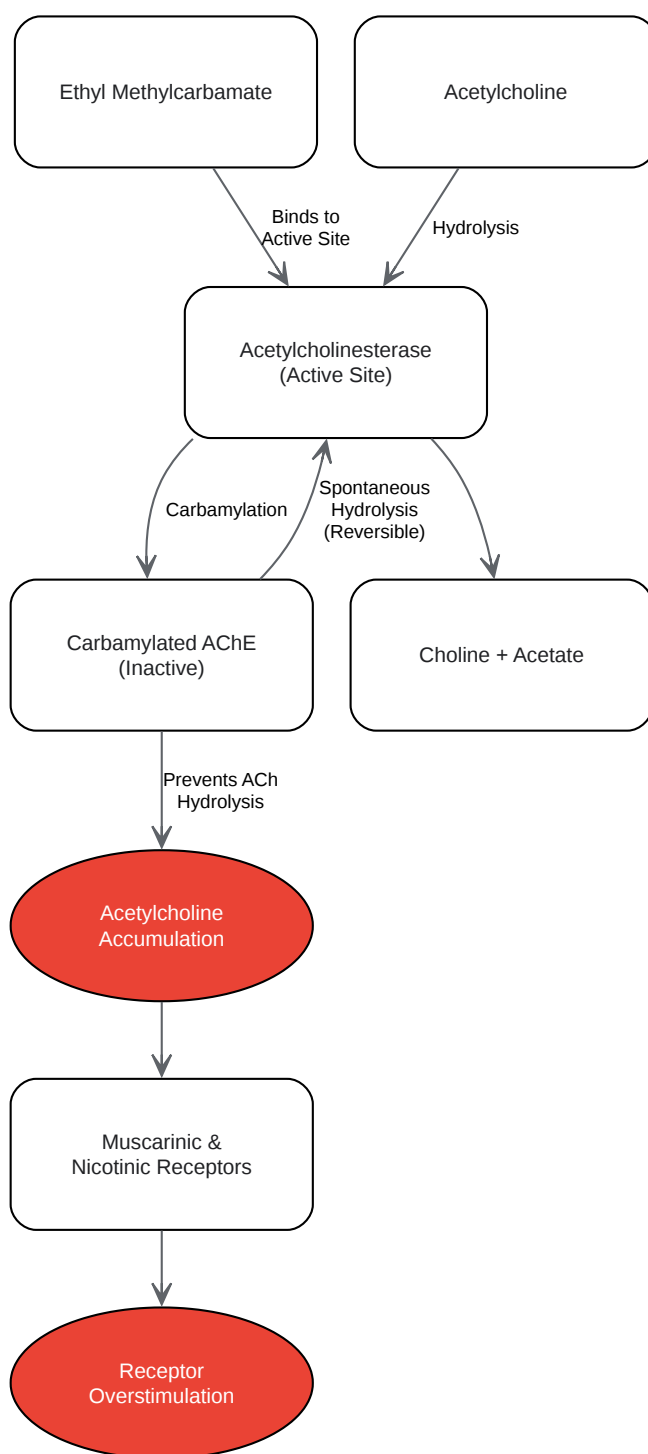 Ethyl Methylcarbamate
Acetylcholine
Binds to
Active Site
Hydrolysis
Acetylcholinesterase
(Active Site)
Carbamylation
Spontaneous
Hydrolysis
(Reversible)
Carbamylated AChE
(Inactive)
Choline + Acetate
Prevents ACh
Hydrolysis
Acetylcholine
Accumulation
Muscarinic &
Nicotinic Receptors
Receptor
Overstimulation